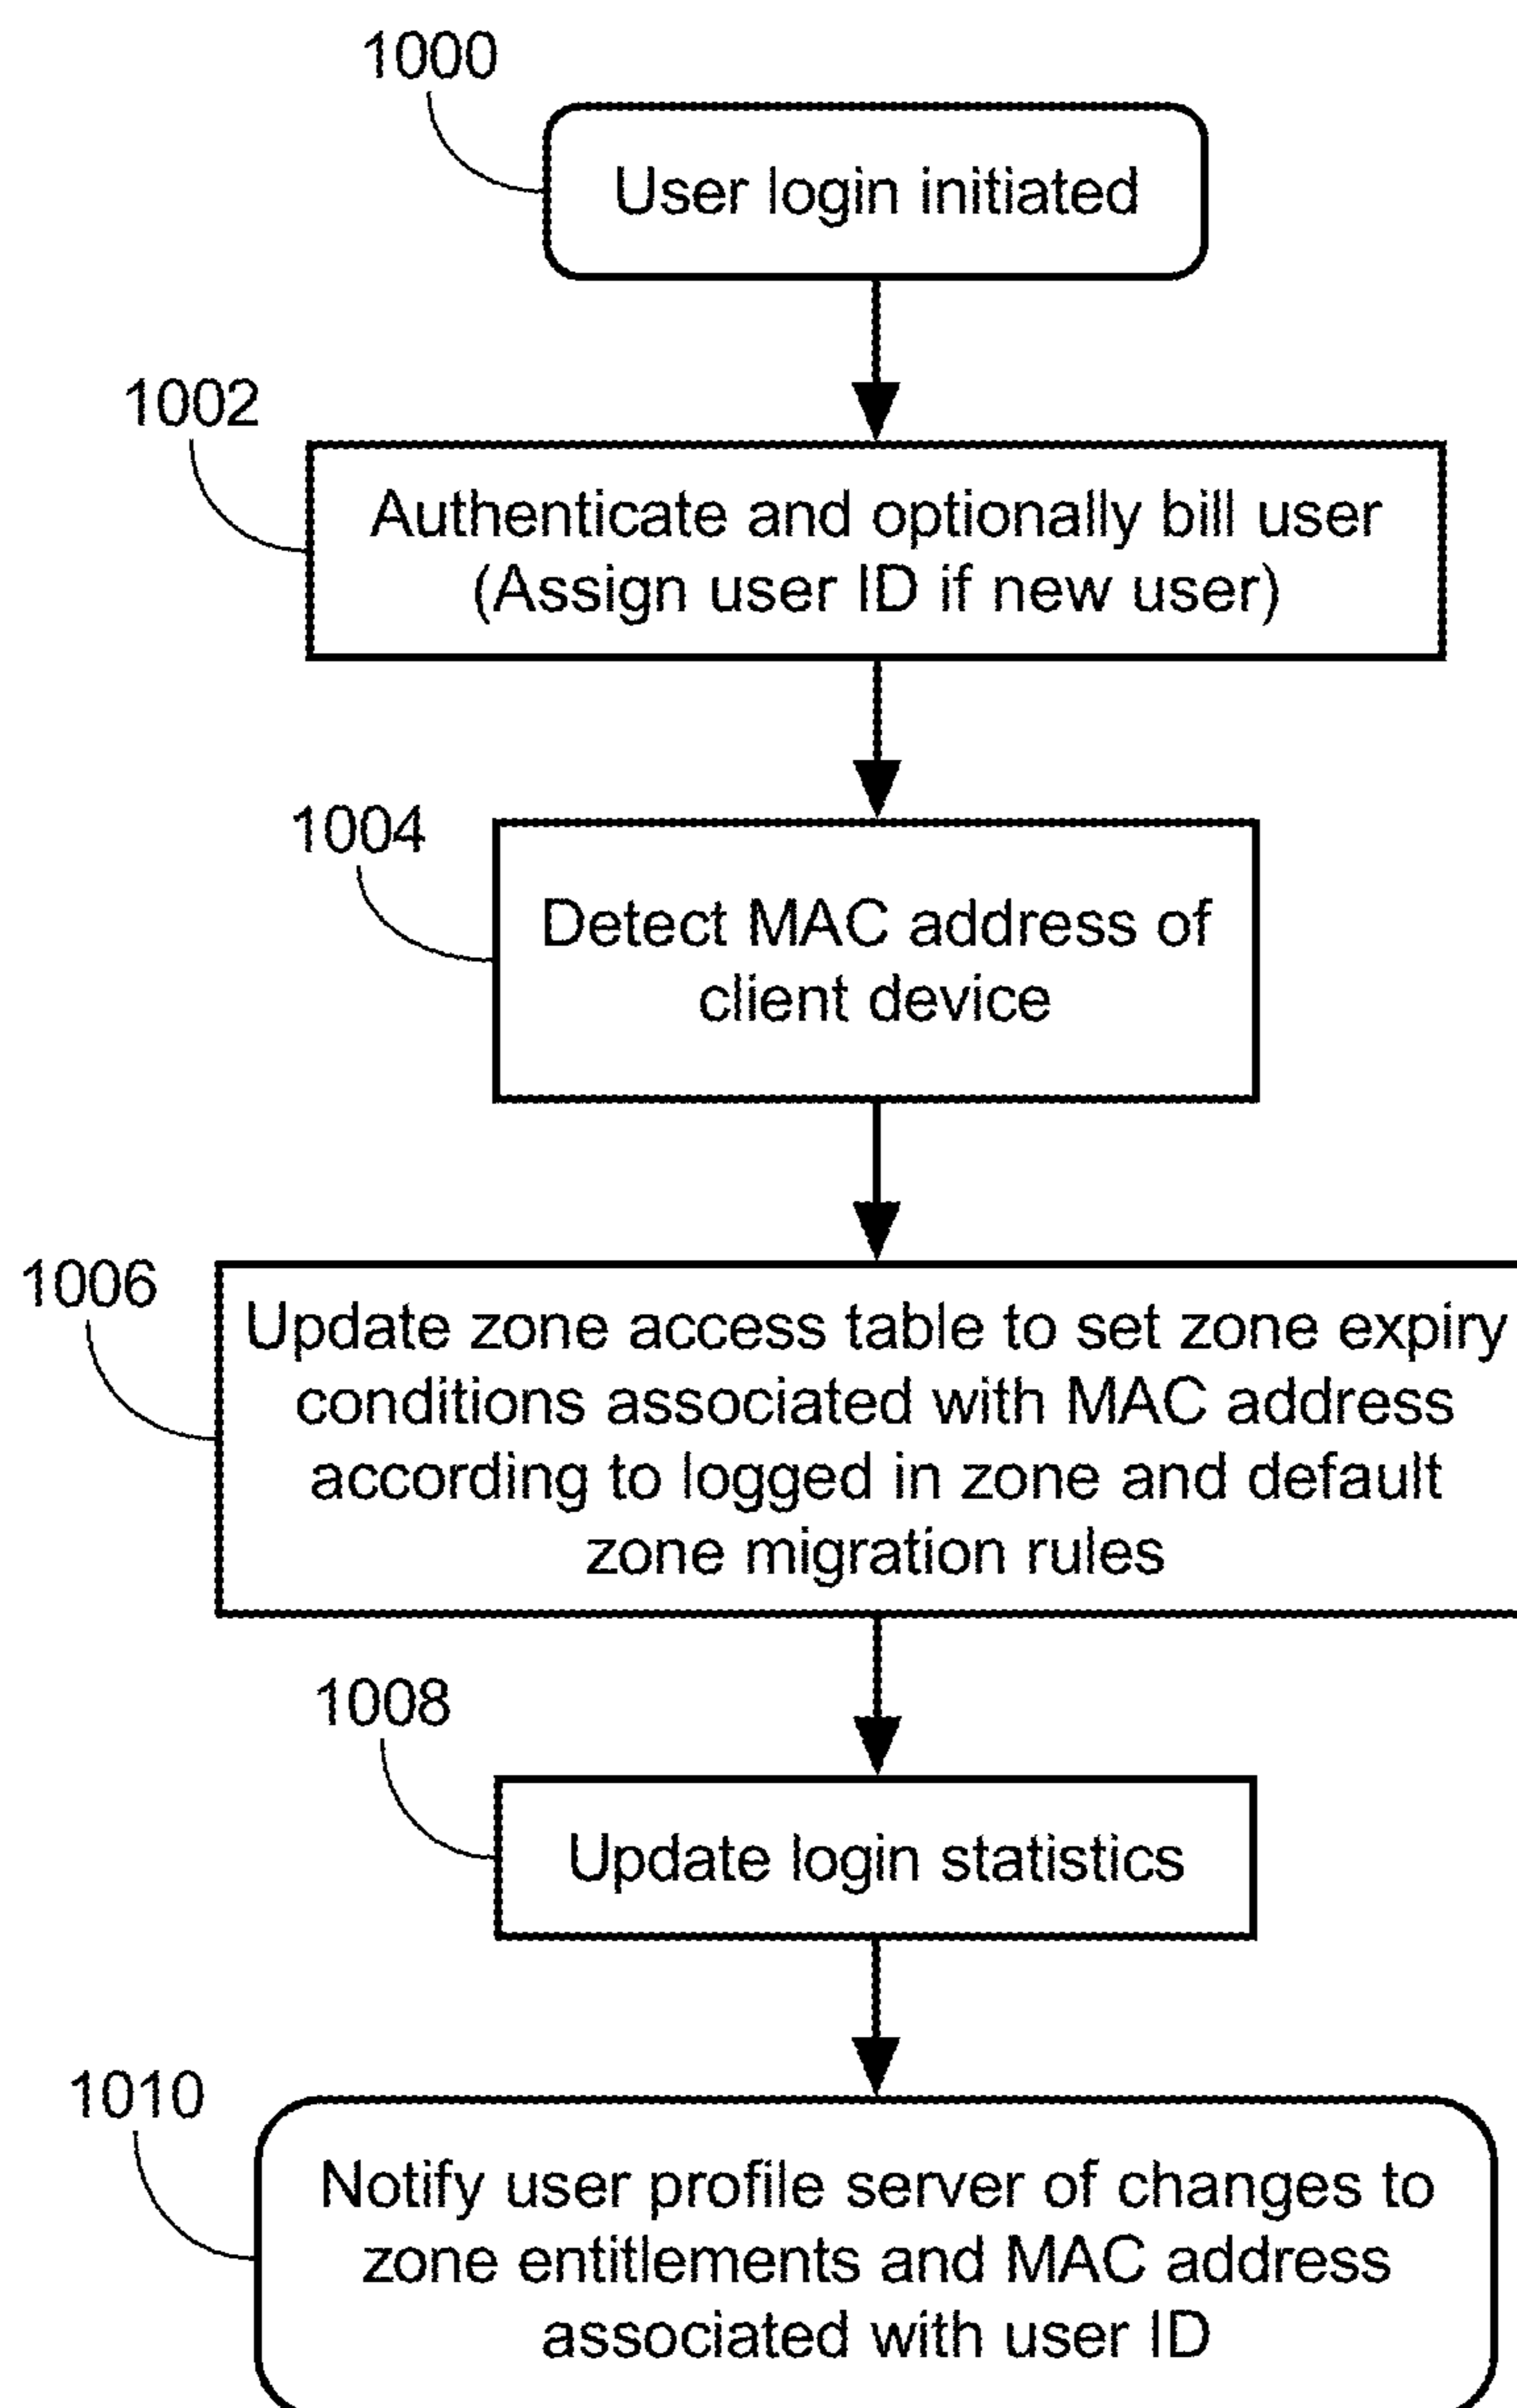 1000
User login initiated
1002
Authenticate and optionally bill user
(Assign user ID if new user)
1004
Detect MAC address of
client device
1006
Update zone access table to set zone expiry
conditions associated with MAC address
according to logged in zone and default
zone migration rules
1008
Update login statistics
1010
Notify user profile server of changes to
zone entitlements and MAC address
associated with user ID